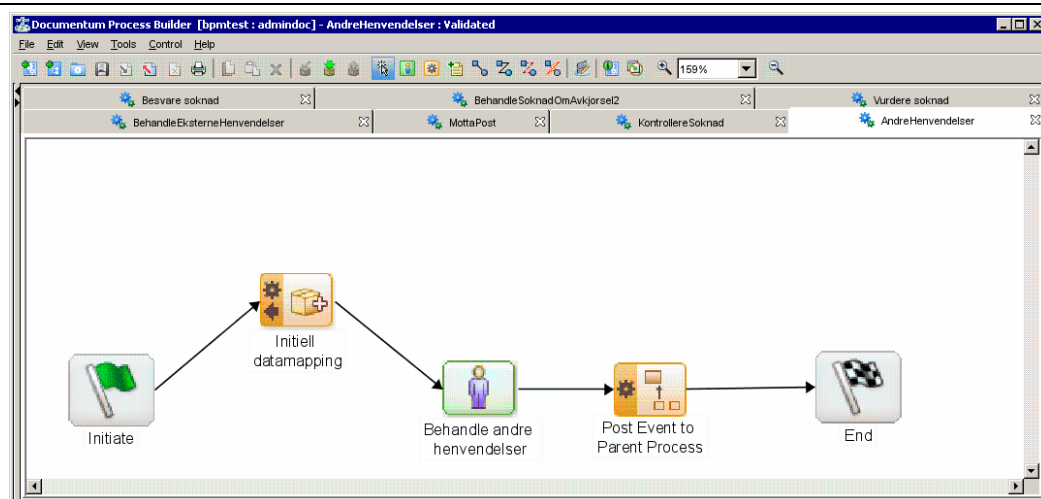 Documentum Process Builder [bpmtest : admindoc] - AndreHenvendelser : Validated
File Edit View Tools Control Help
159%
Besvare soknad BehandleSoknadOmAvkjorsel2 Vurdere soknad
BehandleEksterneHenvendelser MottaPost KontrollereSoknad AndreHenvendelser
Initiell
datamapping
Initiate
Behandle andre
henvendelser
Post Event to
Parent Process
End